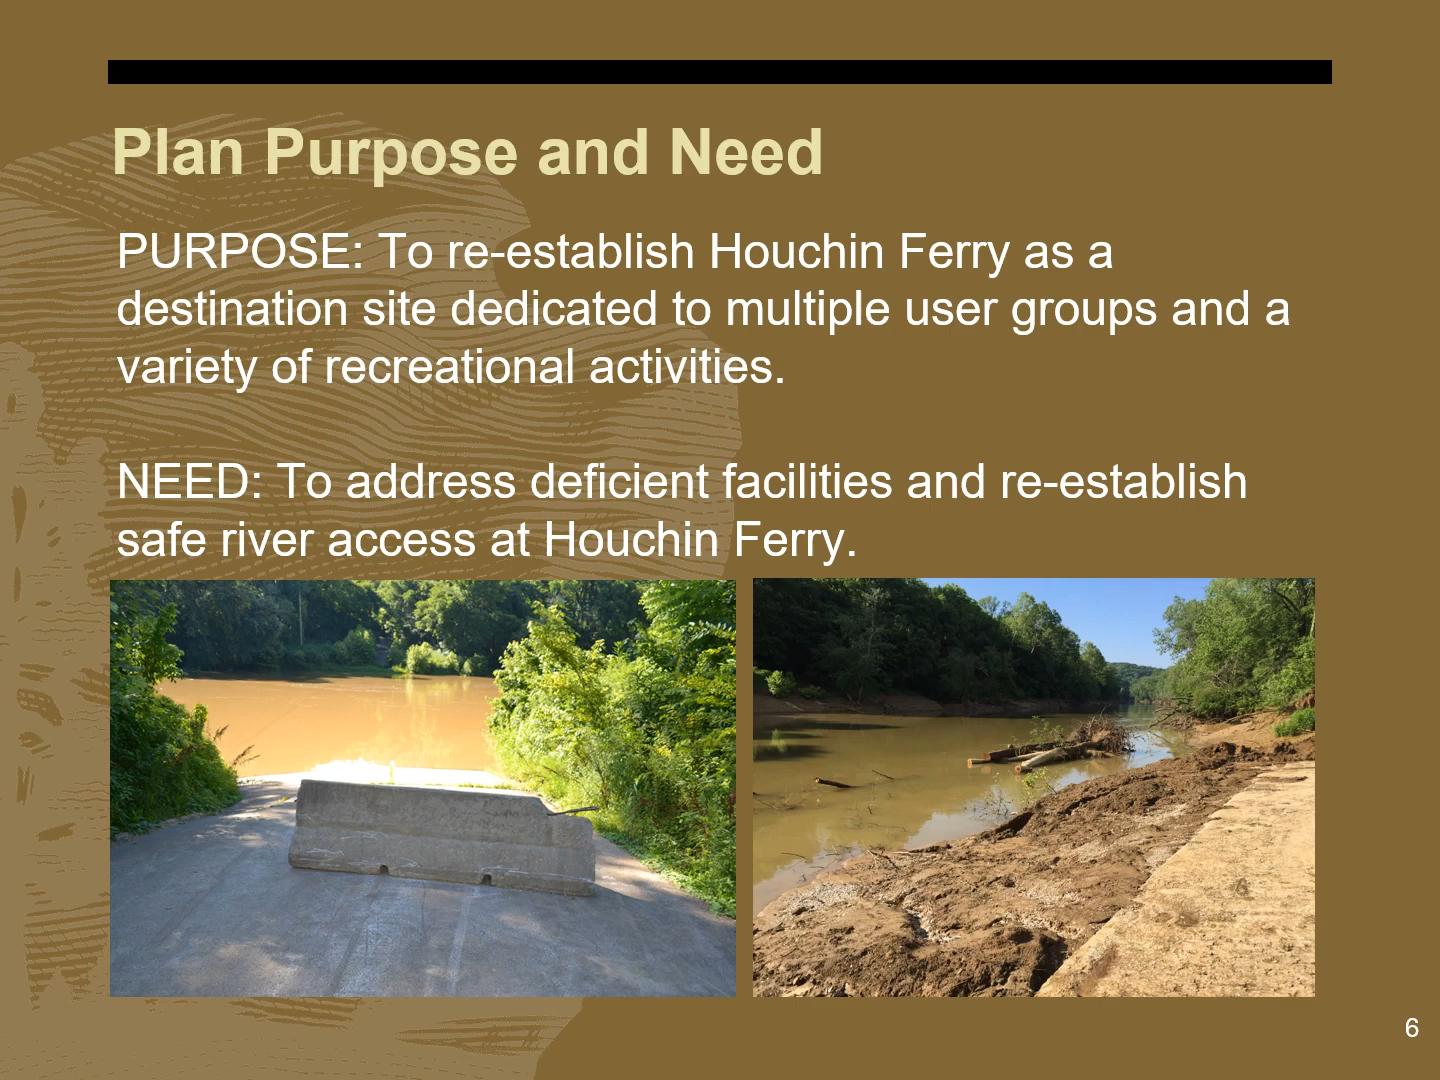 Plan Purpose and Need
PURPOSE: To re-establish Houchin Ferry as a
destination site dedicated to multiple user groups and a
variety of recreational activities.
NEED: To address deficient facilities and re-establish
safe river access at Houchin Ferry.
6